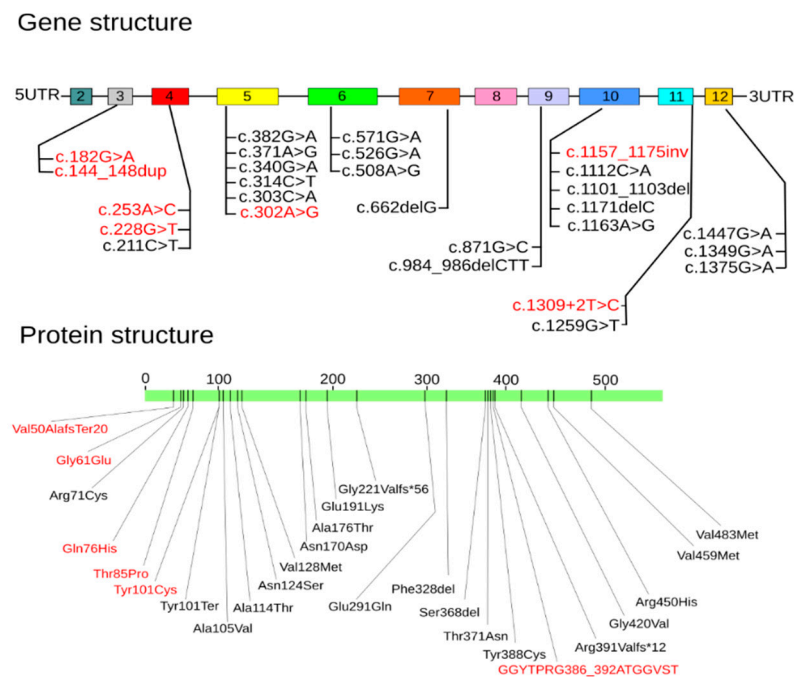 Gene structure
5UTR 2 3 4 5 6 7 8 9 10 11 12 3UTR
c.182G>A
c.144_148dup
c.253A>C
c.228G>T
c.211C>T
c.382G>A
c.371A>G
c.340G>A
c.314C>T
c.303C>A
c.302A>G
c.571G>A
c.526G>A
c.508A>G
c.662delG
c.871G>C
c.984_986delCTT
c.1157_1175inv
c.1112C>A
c.1101_1103del
c.1171delC
c.1163A>G
c.1309+2T>C
c.1259G>T
c.1447G>A
c.1349G>A
c.1375G>A
Protein structure
0 100 200 300 400 500
Val50AlafsTer20
Gly61Glu
Arg71Cys
Gln76His
Thr85Pro
Tyr101Cys
Tyr101Ter
Ala105Val
Ala114Thr
Asn124Ser
Val128Met
Asn170Asp
Ala176Thr
Glu191Lys
Gly221Valfs*56
Glu291Gln
Phe328del
Ser368del
Thr371Asn
Tyr388Cys
GGYTPRG386_392ATGGVST
Arg391Valfs*12
Gly420Val
Arg450His
Val459Met
Val483Met